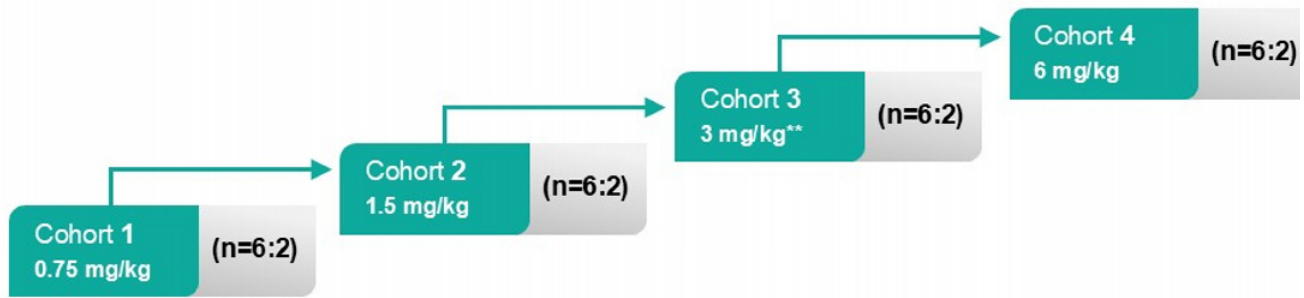 Cohort 1
0.75 mg/kg
(n=6:2)
Cohort 2
1.5 mg/kg
(n=6:2)
Cohort 3
3 mg/kg**
(n=6:2)
Cohort 4
6 mg/kg
(n=6:2)